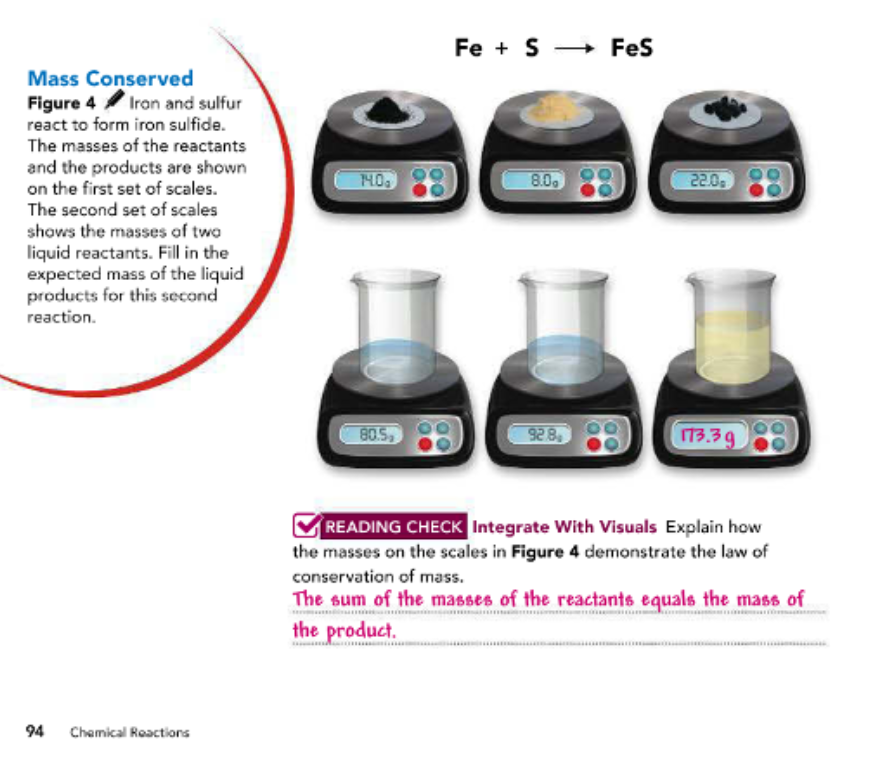 Fe + S → FeS
Mass Conserved
Figure 4 Iron and sulfur
react to form iron sulfide.
The masses of the reactants
and the products are shown
on the first set of scales.
The second set of scales
shows the masses of two
liquid reactants. Fill in the
expected mass of the liquid
products for this second
reaction.
14.0g
8.0g
22.0g
80.5g
92.8g
173.3 g
READING CHECK Integrate With Visuals Explain how
the masses on the scales in Figure 4 demonstrate the law of
conservation of mass.
The sum of the masses of the reactants equals the mass of
the product.
94 Chemical Reactions